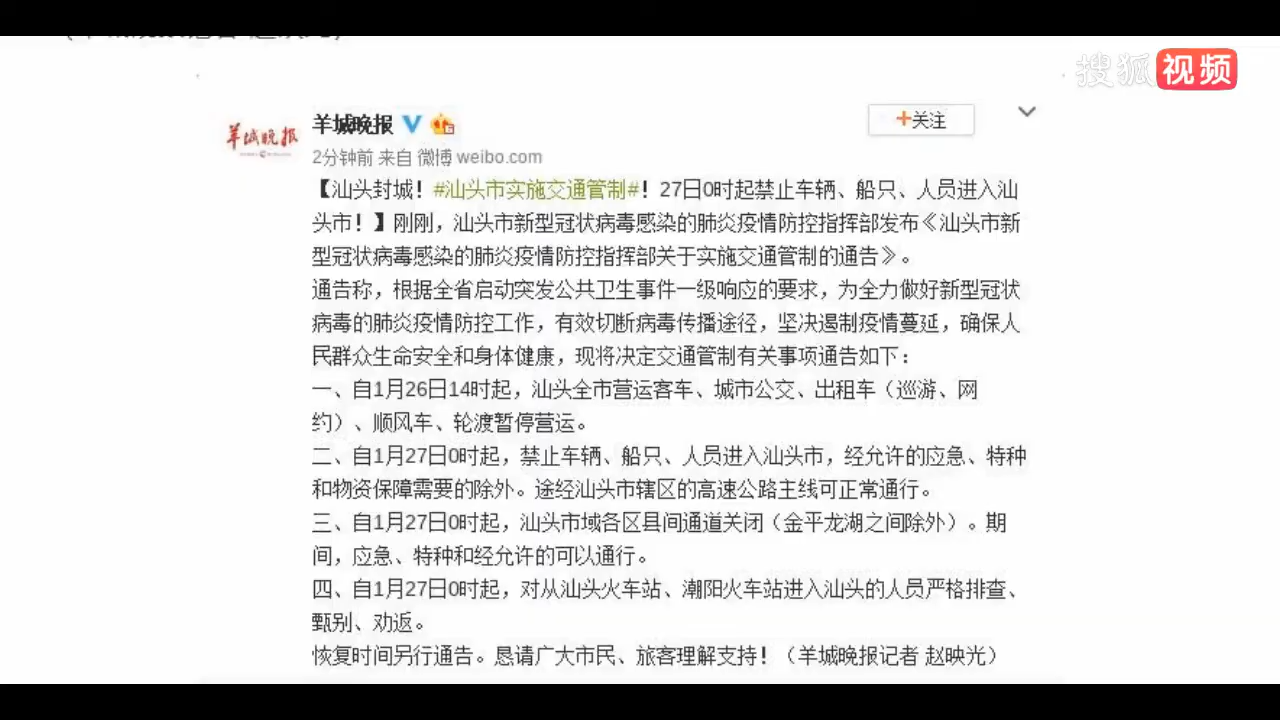 搜狐视频
羊城晚报
羊城晚报
+关注
2分钟前 来自 微博 weibo.com
【汕头封城！#汕头市实施交通管制#！27日0时起禁止车辆、船只、人员进入汕
头市！】刚刚，汕头市新型冠状病毒感染的肺炎疫情防控指挥部发布《汕头市新
型冠状病毒感染的肺炎疫情防控指挥部关于实施交通管制的通告》。
通告称，根据全省启动突发公共卫生事件一级响应的要求，为全力做好新型冠状
病毒的肺炎疫情防控工作，有效切断病毒传播途径，坚决遏制疫情蔓延，确保人
民群众生命安全和身体健康，现将决定交通管制有关事项通告如下：
一、自1月26日14时起，汕头全市营运客车、城市公交、出租车（巡游、网
约）、顺风车、轮渡暂停营运。
二、自1月27日0时起，禁止车辆、船只、人员进入汕头市，经允许的应急、特种
和物资保障需要的除外。途经汕头市辖区的高速公路主线可正常通行。
三、自1月27日0时起，汕头市域各区县间通道关闭（金平龙湖之间除外）。期
间，应急、特种和经允许的可以通行。
四、自1月27日0时起，对从汕头火车站、潮阳火车站进入汕头的人员严格排查、
甄别、劝返。
恢复时间另行通告。恳请广大市民、旅客理解支持！（羊城晚报记者 赵映光）